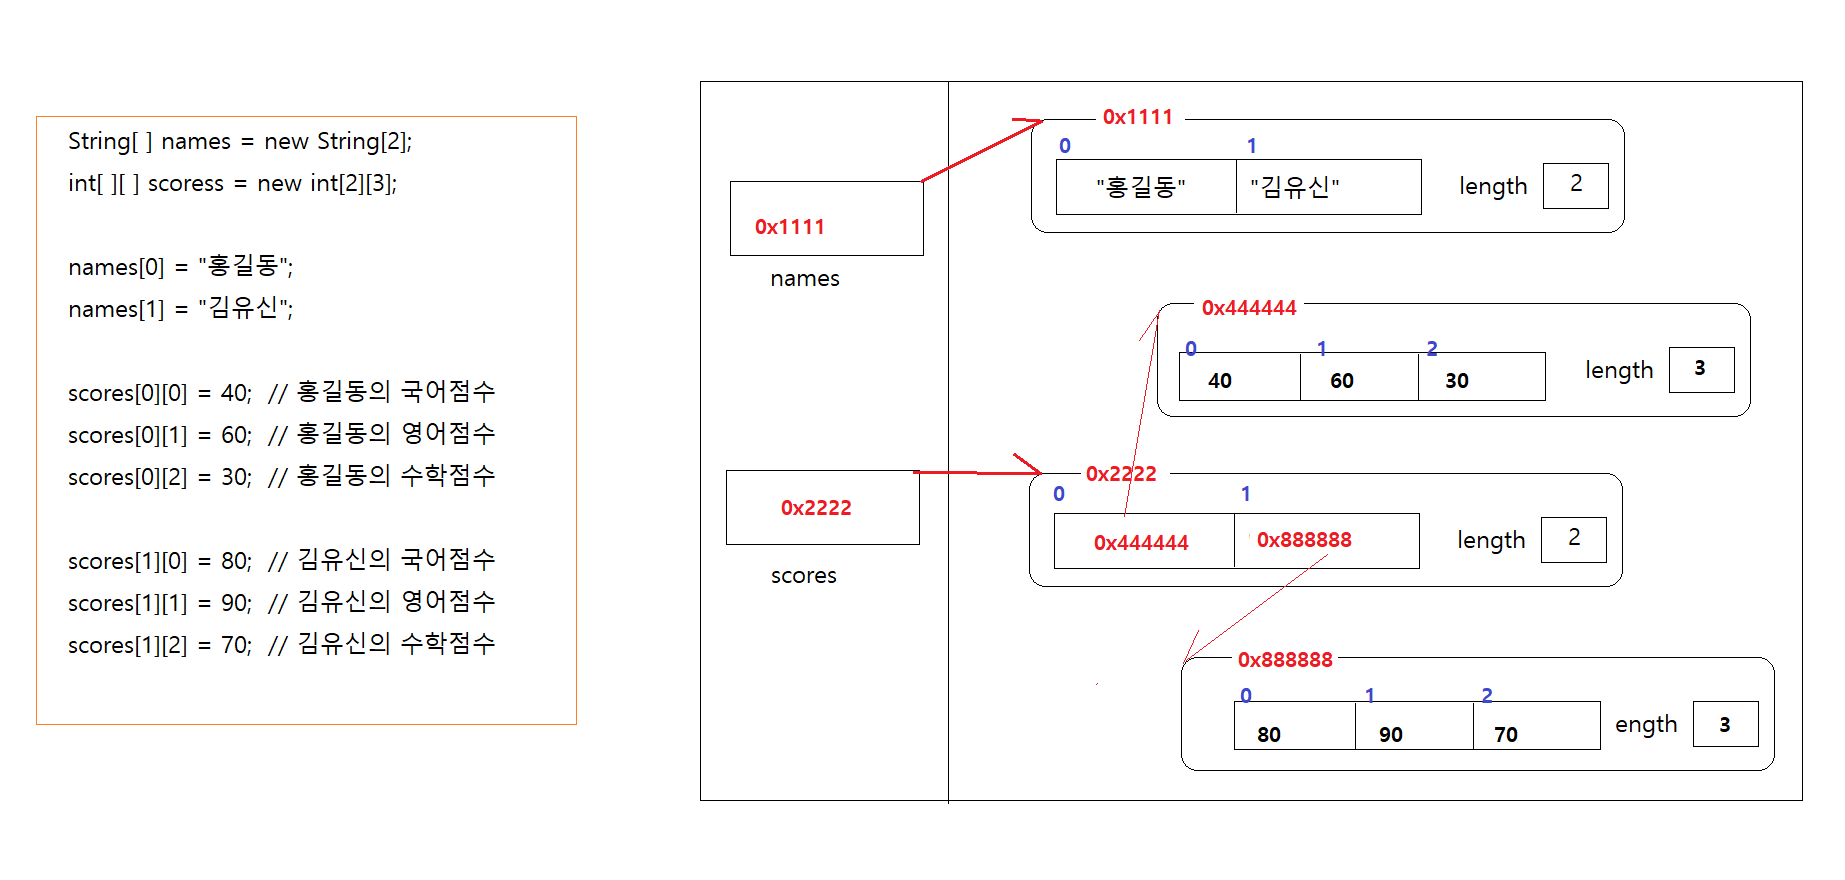 String[ ] names = new String[2];
int[ ][ ] scoress = new int[2][3];
names[0] = "홍길동";
names[1] = "김유신";
scores[0][0] = 40;  // 홍길동의 국어점수
scores[0][1] = 60;  // 홍길동의 영어점수
scores[0][2] = 30;  // 홍길동의 수학점수
scores[1][0] = 80;  // 김유신의 국어점수
scores[1][1] = 90;  // 김유신의 영어점수
scores[1][2] = 70;  // 김유신의 수학점수
0x1111
names
0x2222
scores
0x1111
0 1
"홍길동" "김유신" length 2
0x444444
0 1 2
40 60 30 length 3
0x2222
0 1
0x444444 0x888888 length 2
0x888888
0 1 2
80 90 70 ength 3